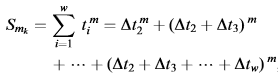 S_{m_k} = \sum_{i=1}^{w} t_i^m = \Delta t_2^m + (\Delta t_2 + \Delta t_3)^m
+ \cdots + (\Delta t_2 + \Delta t_3 + \cdots + \Delta t_w)^m,